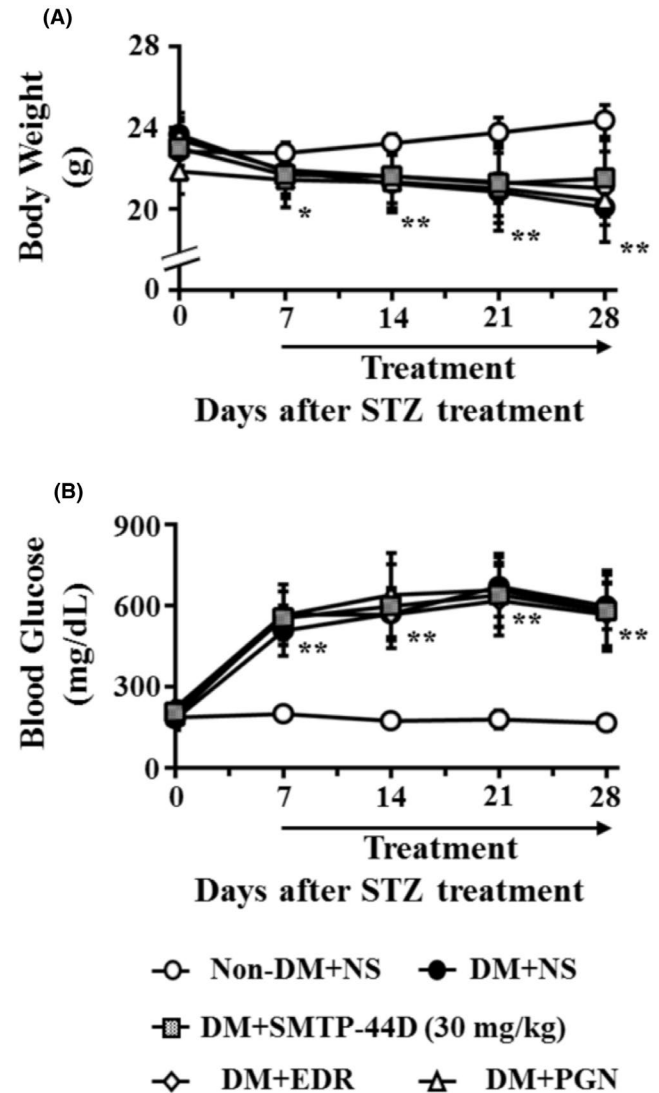 (A)
Body Weight
(g)
28
24
20
0
*
**
**
**
0 7 14 21 28
Treatment
Days after STZ treatment
(B)
Blood Glucose
(mg/dL)
900
600
300
0
**
**
**
**
0 7 14 21 28
Treatment
Days after STZ treatment
Non-DM+NS DM+NS
DM+SMTP-44D (30 mg/kg)
DM+EDR DM+PGN